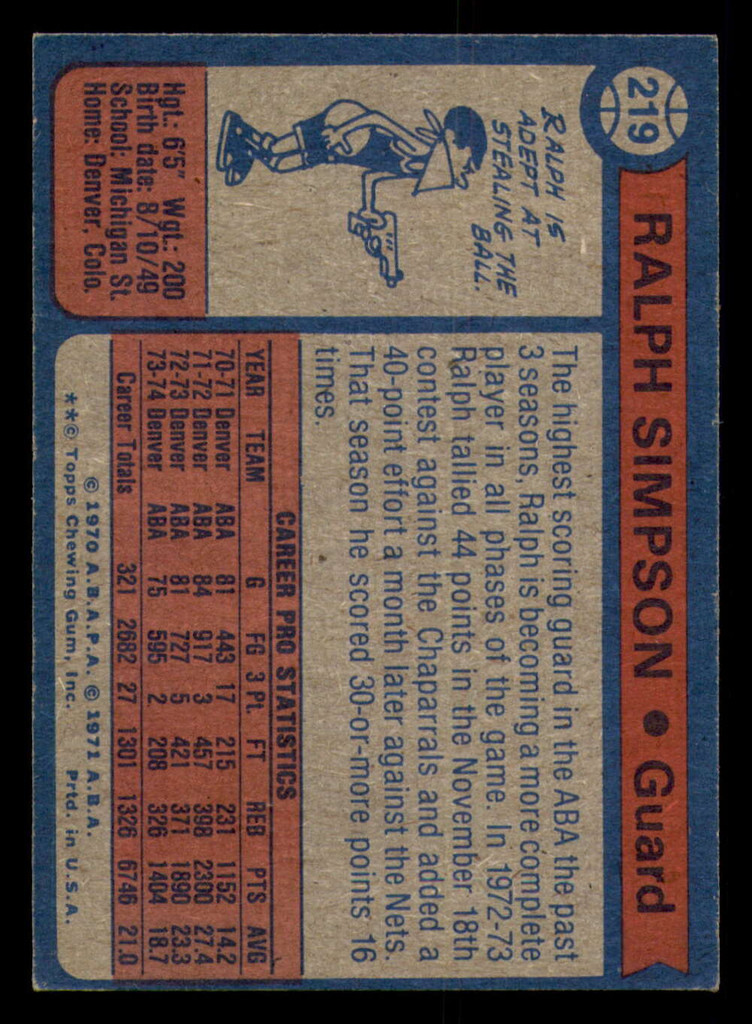 219
RALPH SIMPSON • Guard
RALPH IS
ADEPT AT
STEALING THE
BALL.
Hgt.: 6'5" Wgt.: 200
Birth date: 8/10/49
School: Michigan St.
Home: Denver, Colo.
The highest scoring guard in the ABA the past
3 seasons, Ralph is becoming a more complete
player in all phases of the game. In 1972-73
Ralph tallied 44 points in the November 18th
contest against the Chaparrals and added a
40-point effort a month later against the Nets.
That season he scored 30-or-more points 16
times.
CAREER PRO STATISTICS
YEAR TEAM G FG 3 Pt. FT REB PTS AVG
70-71 Denver ABA 81 443 17 215 231 1152 14.2
71-72 Denver ABA 84 917 3 457 398 2300 27.4
72-73 Denver ABA 81 727 5 421 371 1890 23.3
73-74 Denver ABA 75 595 2 208 326 1404 18.7
Career Totals 321 2682 27 1301 1326 6746 21.0
© 1970 A.B.A.P.A. © 1971 A.B.A.
**© Topps Chewing Gum, Inc. Prtd. in U.S.A.